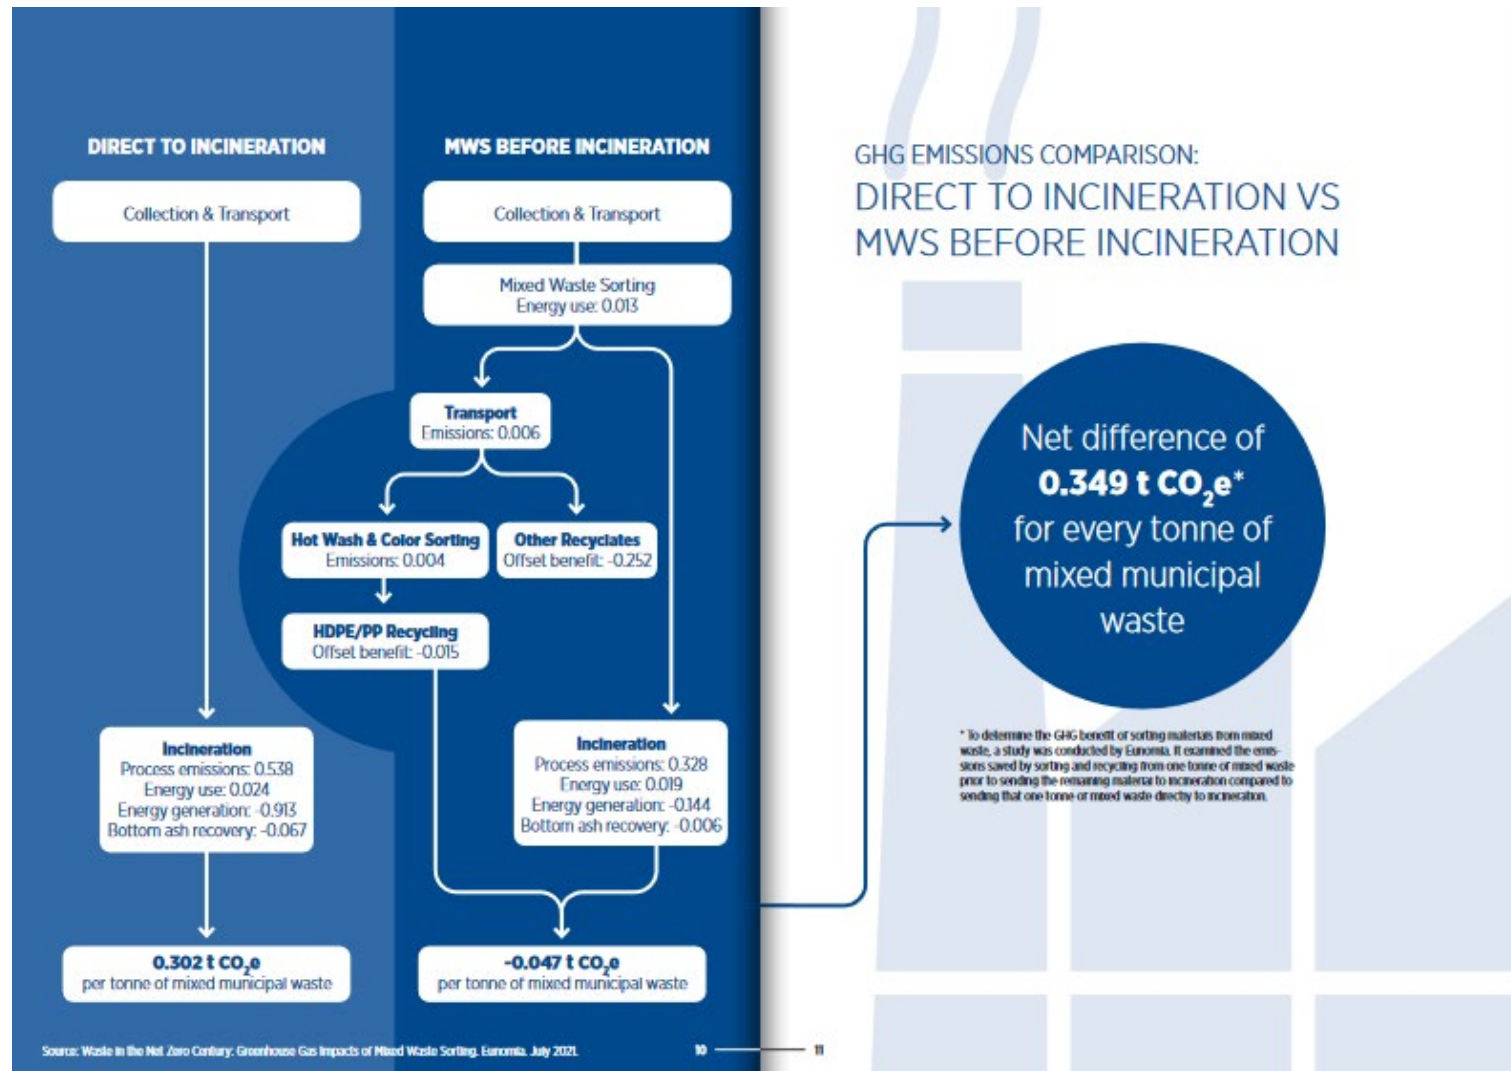 DIRECT TO INCINERATION
Collection & Transport
Incineration
Process emissions: 0.538
Energy use: 0.024
Energy generation: -0.913
Bottom ash recovery: -0.067
0.302 t CO₂e
per tonne of mixed municipal waste
MWS BEFORE INCINERATION
Collection & Transport
Mixed Waste Sorting
Energy use: 0.013
Transport
Emissions: 0.006
Hot Wash & Color Sorting
Emissions: 0.004
Other Recyclates
Offset benefit: -0.252
HDPE/PP Recycling
Offset benefit: -0.015
Incineration
Process emissions: 0.328
Energy use: 0.019
Energy generation: -0.144
Bottom ash recovery: -0.006
-0.047 t CO₂e
per tonne of mixed municipal waste
Source: Waste in the Net Zero Century: Greenhouse Gas Impacts of Mixed Waste Sorting. Eunomia. July 2021.
10
11
GHG EMISSIONS COMPARISON:
DIRECT TO INCINERATION VS
MWS BEFORE INCINERATION
Net difference of
0.349 t CO₂e*
for every tonne of
mixed municipal
waste
* To determine the GHG benefit of sorting materials from mixed
waste, a study was conducted by Eunomia. It examined the emis-
sions saved by sorting and recycling from one tonne of mixed waste
prior to sending the remaining material to incineration compared to
sending that one tonne of mixed waste directly to incineration.